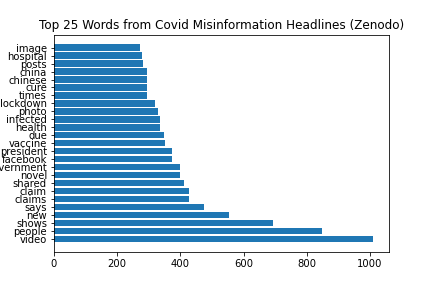 Top 25 Words from Covid Misinformation Headlines (Zenodo)
image
hospital
posts
china
chinese
cure
times
lockdown
photo
infected
health
due
vaccine
president
facebook
vernment
novel
shared
claim
claims
says
new
shows
people
video
0 200 400 600 800 1000